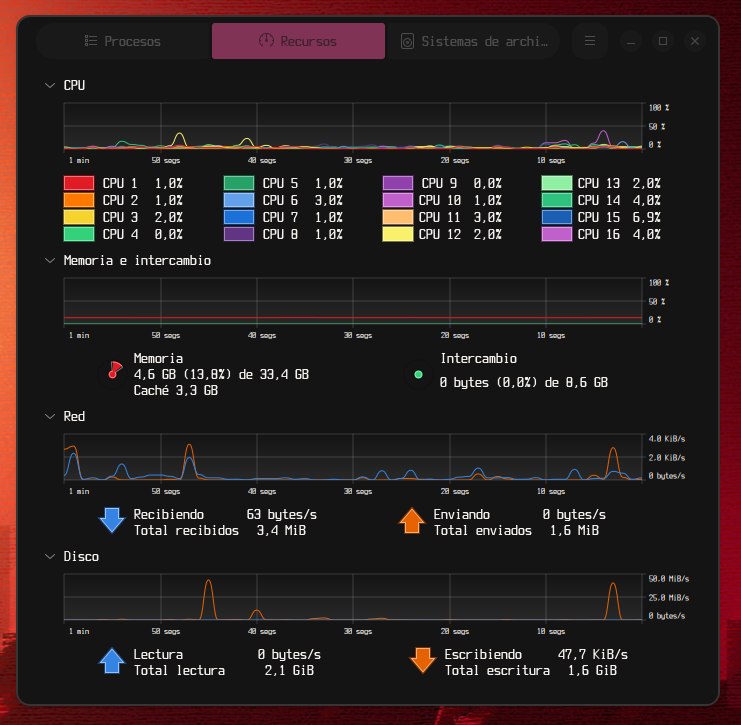 Procesos Recursos Sistemas de archi…
CPU
100 %
50 %
0 %
1 min 50 segs 40 segs 30 segs 20 segs 10 segs
CPU 1 1,0% CPU 5 1,0% CPU 9 0,0% CPU 13 2,0%
CPU 2 1,0% CPU 6 3,0% CPU 10 1,0% CPU 14 4,0%
CPU 3 2,0% CPU 7 1,0% CPU 11 3,0% CPU 15 6,9%
CPU 4 0,0% CPU 8 1,0% CPU 12 2,0% CPU 16 4,0%
Memoria e intercambio
100 %
50 %
0 %
1 min 50 segs 40 segs 30 segs 20 segs 10 segs
Memoria
4,6 GB (13,8%) de 33,4 GB
Caché 3,3 GB
Intercambio
0 bytes (0,0%) de 8,6 GB
Red
4.0 KiB/s
2.0 KiB/s
0 bytes/s
1 min 50 segs 40 segs 30 segs 20 segs 10 segs
Recibiendo 63 bytes/s
Total recibidos 3,4 MiB
Enviando 0 bytes/s
Total enviados 1,6 MiB
Disco
50.0 MiB/s
25.0 MiB/s
0 bytes/s
1 min 50 segs 40 segs 30 segs 20 segs 10 segs
Lectura 0 bytes/s
Total lectura 2,1 GiB
Escribiendo 47,7 KiB/s
Total escritura 1,6 GiB